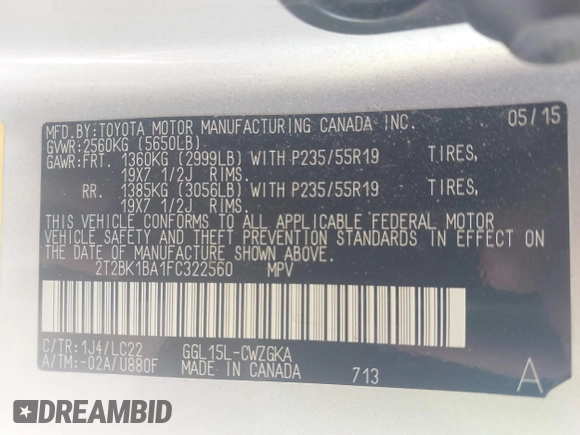 MFD.BY:TOYOTA MOTOR MANUFACTURING CANADA INC. 05/15
GVWR:2560KG (5650LB)
GAWR:FRT. 1360KG (2999LB) WITH P235/55R19 TIRES,
19X7 1/2J RIMS.
RR. 1385KG (3056LB) WITH P235/55R19 TIRES,
19X7 1/2J RIMS.
THIS VEHICLE CONFORMS TO ALL APPLICABLE FEDERAL MOTOR
VEHICLE SAFETY AND THEFT PREVENTION STANDARDS IN EFFECT ON
THE DATE OF MANUFACTURE SHOWN ABOVE.
2T2BK1BA1FC322560 MPV
C/TR:1J4/LC22 GGL15L-CWZGKA
A/TM:-02A/U880F MADE IN CANADA 713 A
DREAMBID
GRAND LIZARD